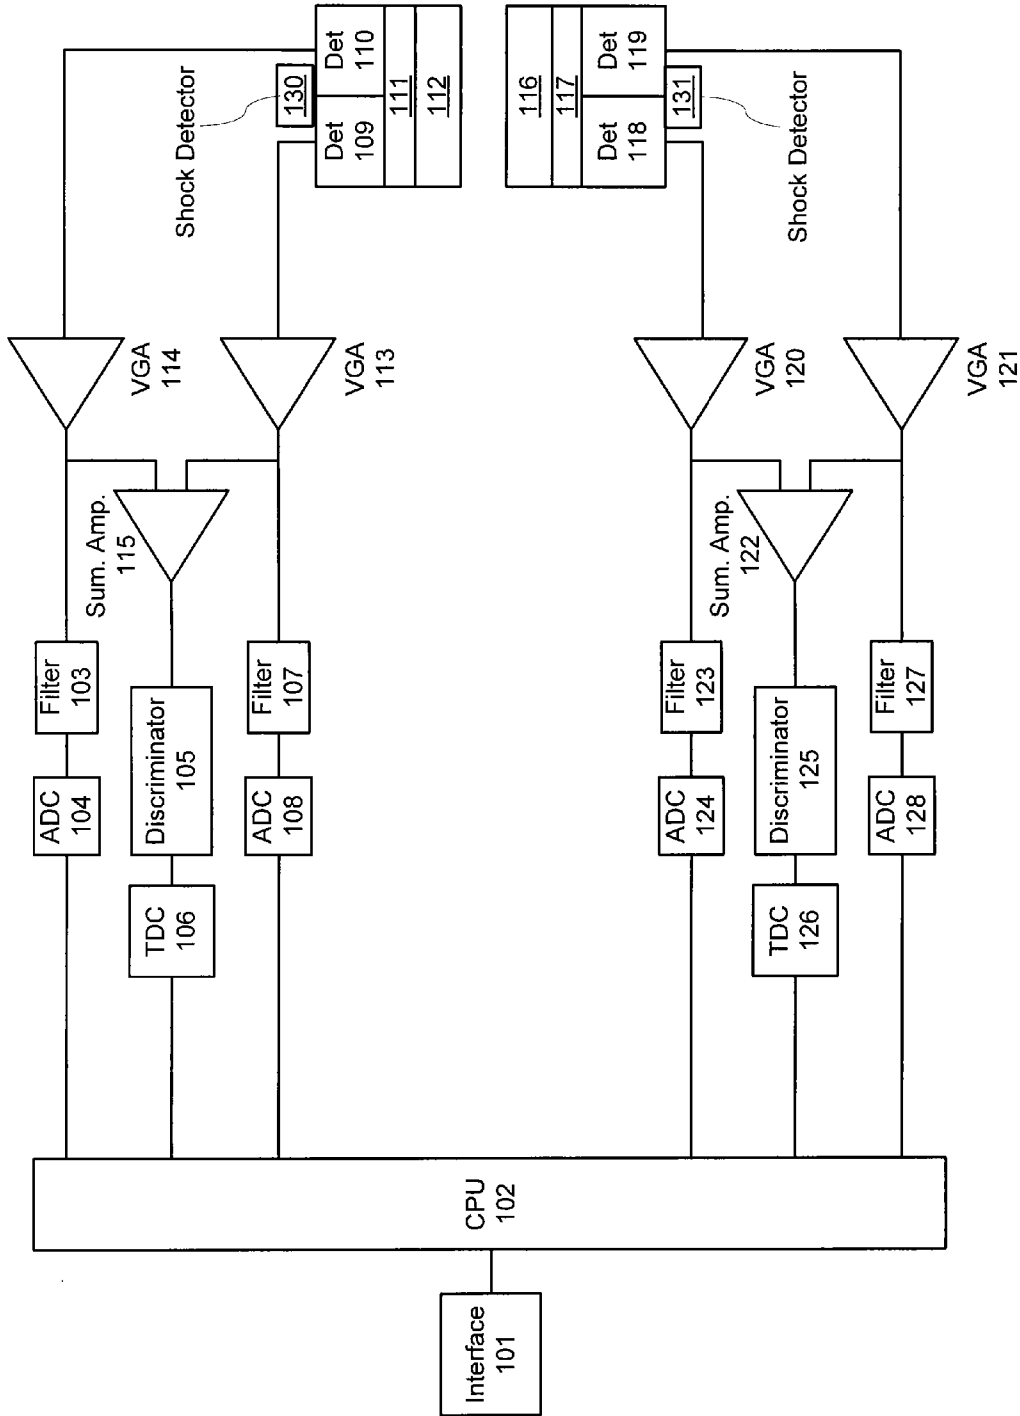 Det
110
130
Det
109
111
112
Shock Detector
116
117
Det
119
Det
118
131
Shock Detector
VGA
114
VGA
113
VGA
120
VGA
121
Sum. Amp.
115
Sum. Amp.
122
Filter
103
Filter
107
Filter
123
Filter
127
Discriminator
105
Discriminator
125
ADC
104
ADC
108
ADC
124
ADC
128
TDC
106
TDC
126
CPU
102
Interface
101